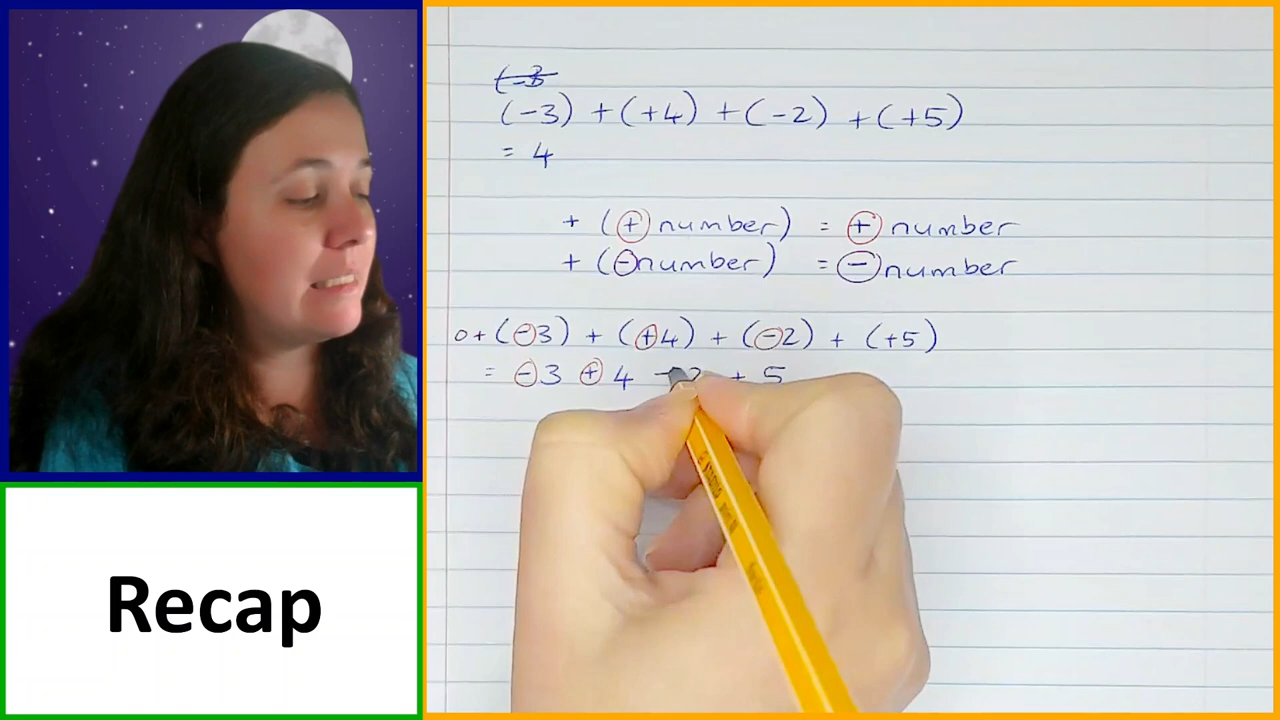 (-3
(-3) + (+4) + (-2) + (+5)
= 4
+ (+ number) = + number
+ (- number) = - number
0+ (-3) + (+4) + (-2) + (+5)
= -3 + 4 - 2 + 5
Recap